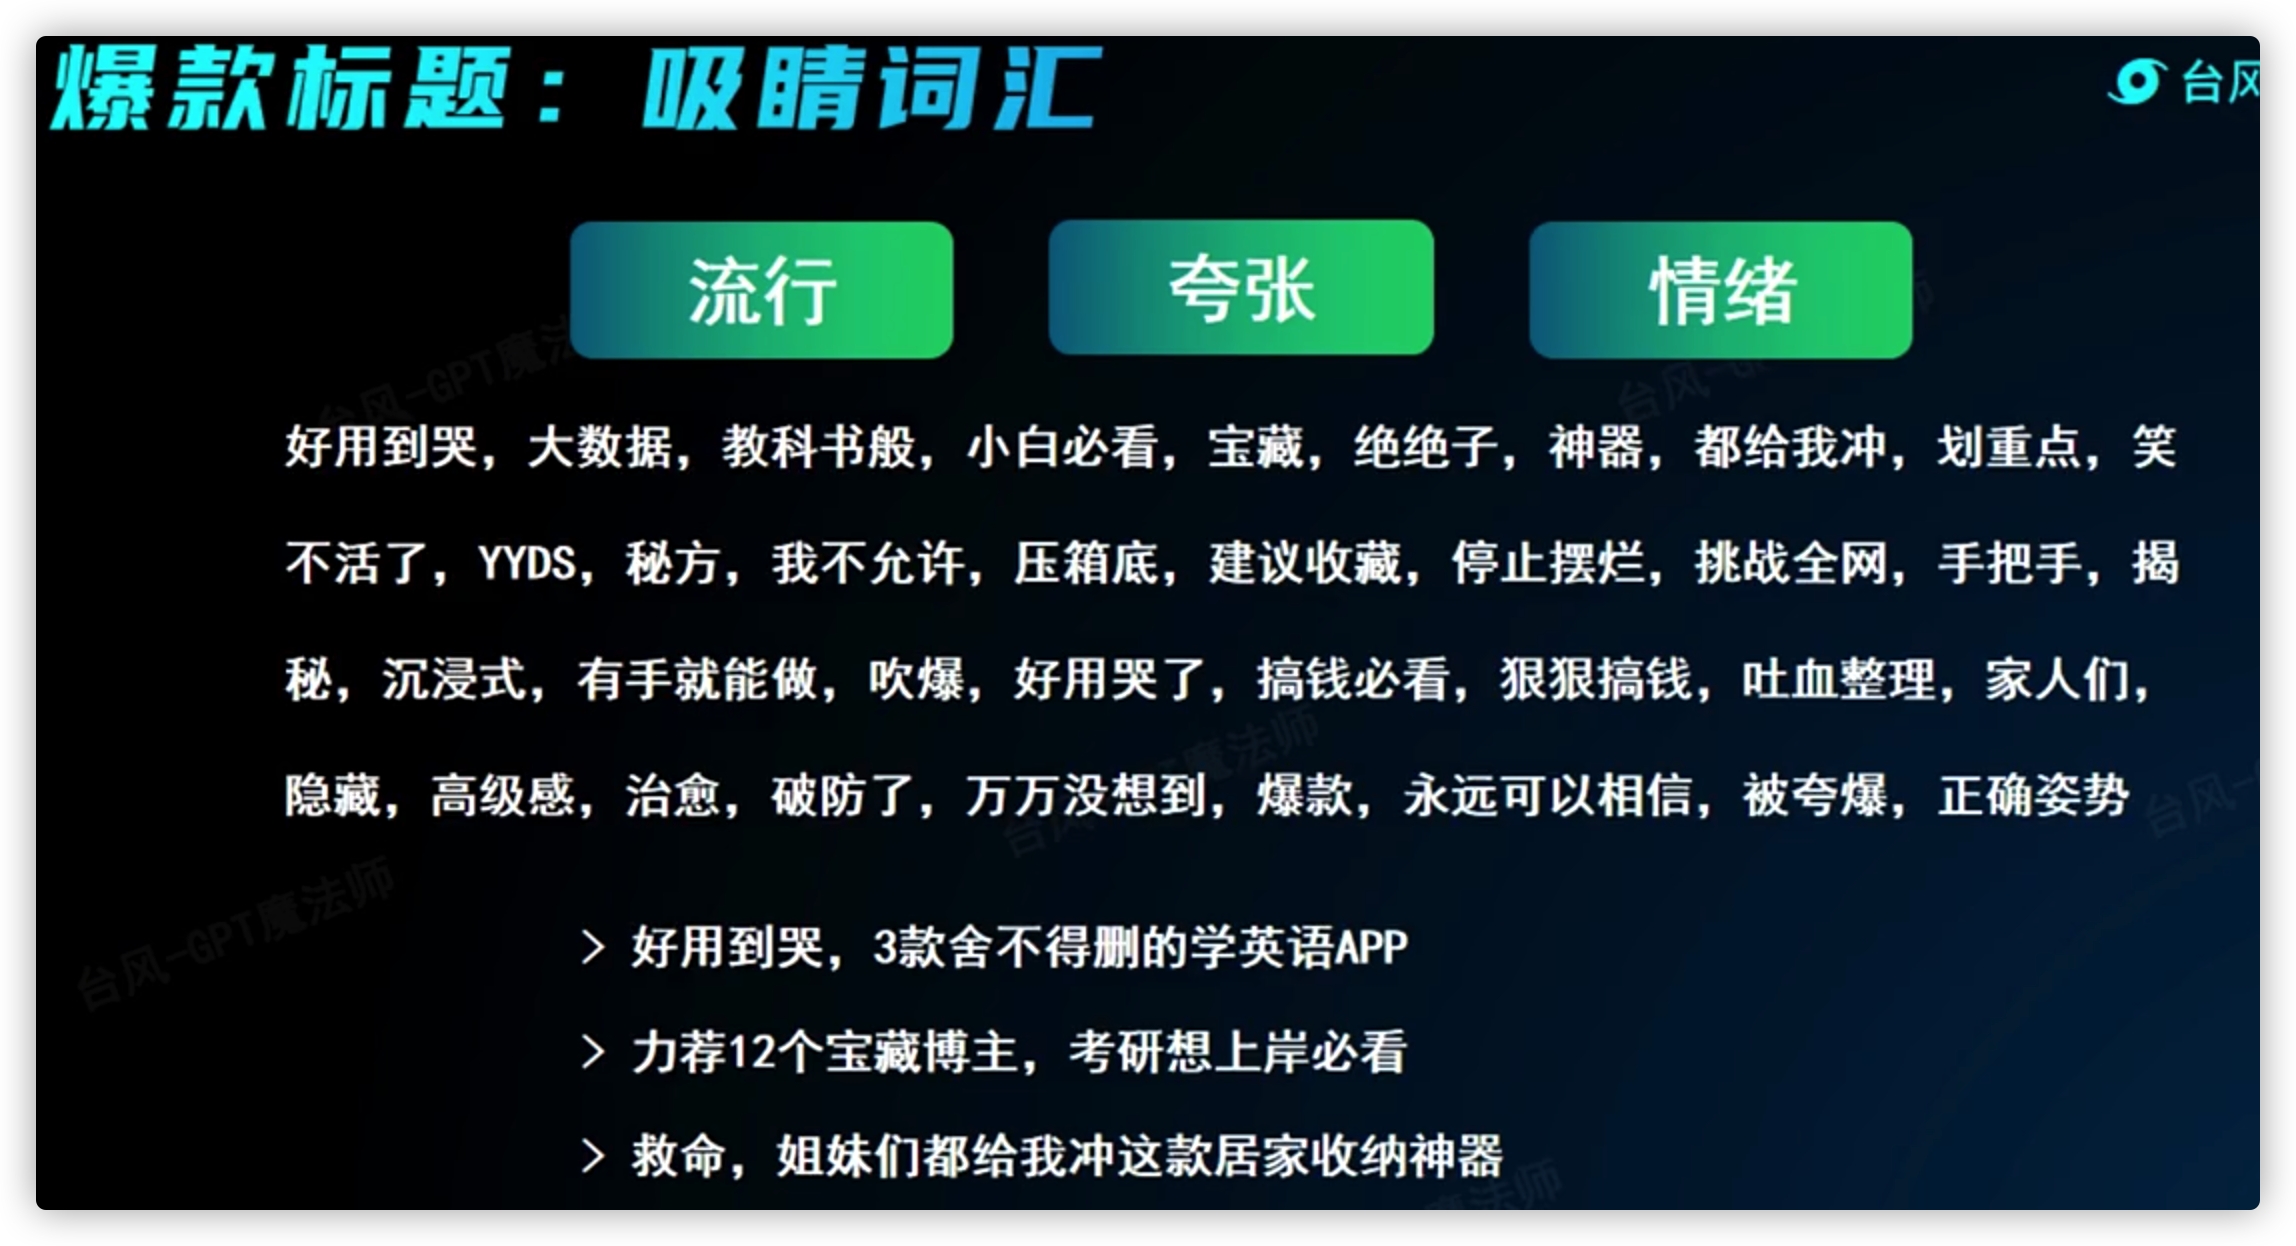 爆款标题：吸睛词汇
台风
流行
夸张
情绪
好用到哭，大数据，教科书般，小白必看，宝藏，绝绝子，神器，都给我冲，划重点，笑
不活了，YYDS，秘方，我不允许，压箱底，建议收藏，停止摆烂，挑战全网，手把手，揭
秘，沉浸式，有手就能做，吹爆，好用哭了，搞钱必看，狠狠搞钱，吐血整理，家人们，
隐藏，高级感，治愈，破防了，万万没想到，爆款，永远可以相信，被夸爆，正确姿势
> 好用到哭，3款舍不得删的学英语APP
> 力荐12个宝藏博主，考研想上岸必看
> 救命，姐妹们都给我冲这款居家收纳神器
台风-GPT魔法师